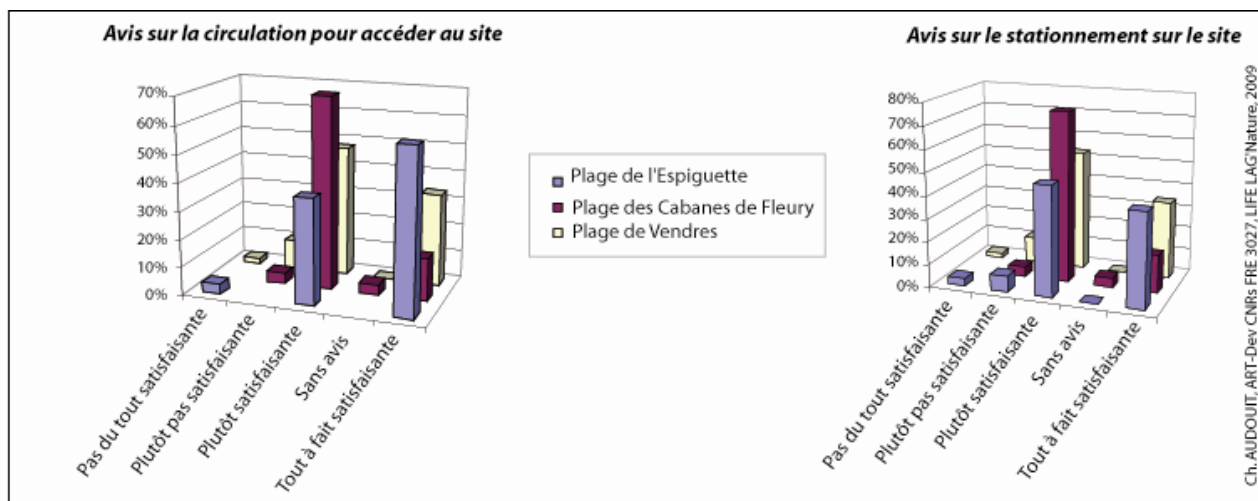 Avis sur la circulation pour accéder au site
70%
60%
50%
40%
30%
20%
10%
0%
Pas du tout satisfaisante
Plutôt pas satisfaisante
Plutôt satisfaisante
Sans avis
Tout à fait satisfaisante
Plage de l'Espiguette
Plage des Cabanes de Fleury
Plage de Vendres
Avis sur le stationnement sur le site
80%
70%
60%
50%
40%
30%
20%
10%
0%
Pas du tout satisfaisante
Plutôt pas satisfaisante
Plutôt satisfaisante
Sans avis
Tout à fait satisfaisante
Ch. AUDOUIT, ART-Dev CNRs FRE 3027, LIFE LAG'Nature, 2009